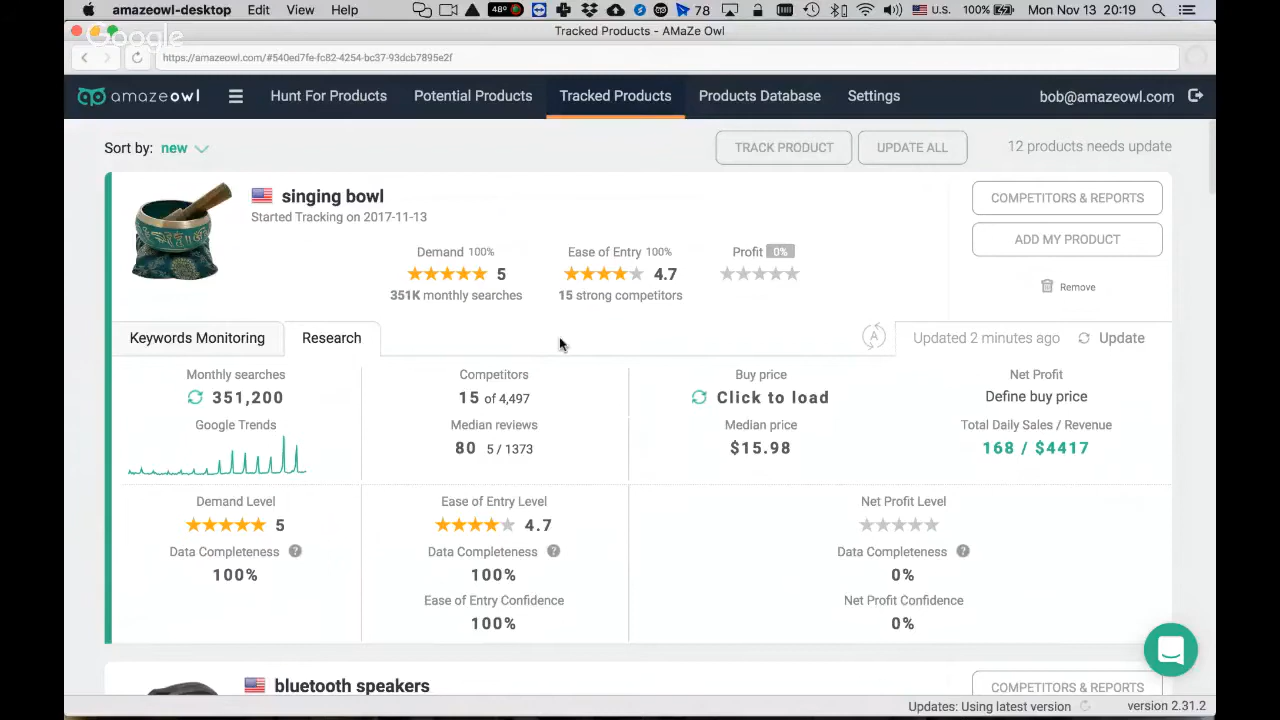 amazeowl-desktop Edit View Help 48° 78 U.S. 100% Mon Nov 13 20:19
Google
Tracked Products - AMaZe Owl
https://amazeowl.com/#540ed7fe-fc82-4254-bc37-93dcb7895e2f
amazeowl Hunt For Products Potential Products Tracked Products Products Database Settings bob@amazeowl.com
Sort by: new TRACK PRODUCT UPDATE ALL 12 products needs update
singing bowl COMPETITORS & REPORTS
Started Tracking on 2017-11-13
ADD MY PRODUCT
Demand 100% Ease of Entry 100% Profit 0%
5 4.7
Remove
351K monthly searches 15 strong competitors
Keywords Monitoring Research A Updated 2 minutes ago Update
Monthly searches Competitors Buy price Net Profit
351,200 15 of 4,497 Click to load Define buy price
Google Trends Median reviews Median price Total Daily Sales / Revenue
80 5 / 1373 $15.98 168 / $4417
Demand Level Ease of Entry Level Net Profit Level
5 4.7
Data Completeness ? Data Completeness ? Data Completeness ?
100% 100% 0%
Ease of Entry Confidence Net Profit Confidence
100% 0%
bluetooth speakers COMPETITORS & REPORTS
Updates: Using latest version version 2.31.2